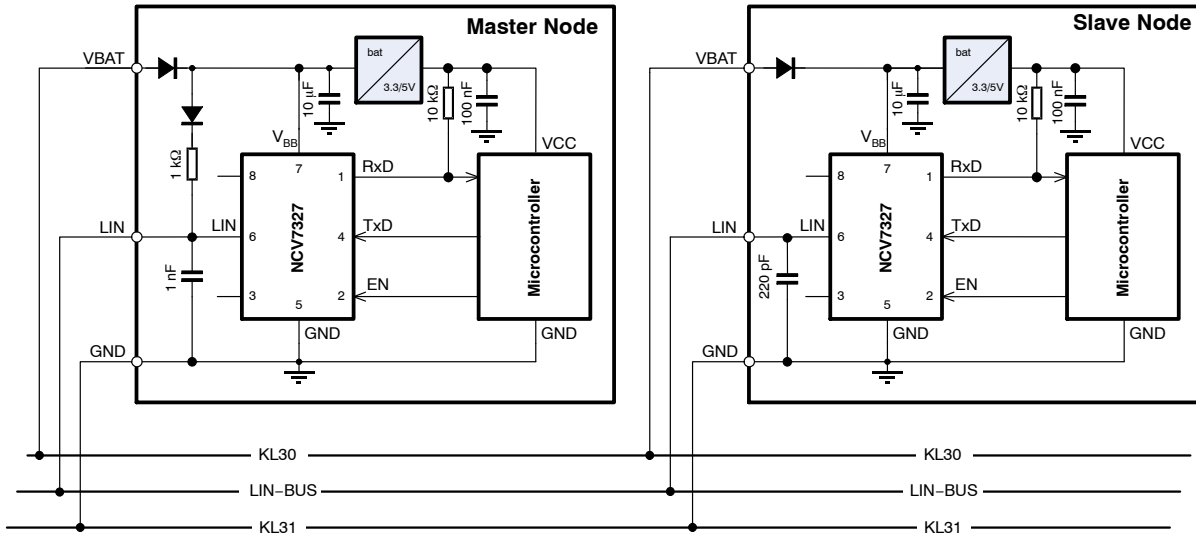 Master Node
VBAT
bat
3.3/5V
10 µF
10 kΩ
100 nF
1 kΩ
VBB
VCC
7
8
1
RxD
LIN
LIN
6
NCV7327
4
TxD
Microcontroller
1 nF
3
2
EN
5
GND
GND
Slave Node
VBAT
bat
3.3/5V
10 µF
10 kΩ
100 nF
VBB
VCC
7
8
1
RxD
LIN
LIN
6
NCV7327
4
TxD
Microcontroller
220 pF
3
2
EN
5
GND
GND
KL30
KL30
LIN–BUS
LIN–BUS
KL31
KL31